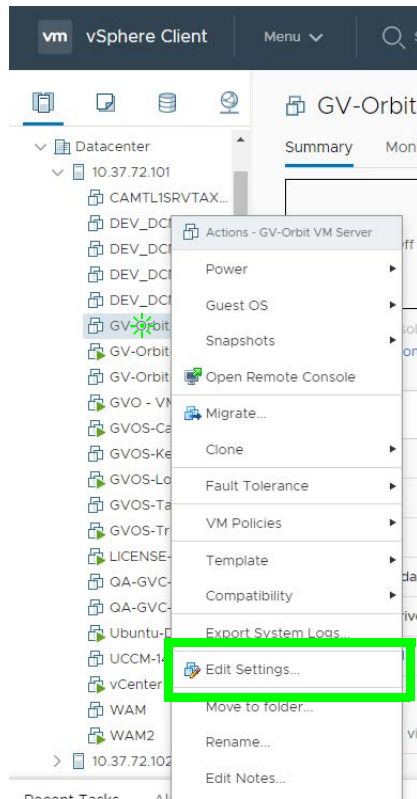 vm vSphere Client Menu
GV-Orbit
Summary Mon
Datacenter
10.37.72.101
CAMTL1SRVTAX...
DEV_DC
DEV_DC
DEV_DC
DEV_DC
GV-Orbit
GV-Orbit
GV-Orbit
GVO - VM
GVOS-Ca
GVOS-Ke
GVOS-Lo
GVOS-Ta
GVOS-Tr
LICENSE-
QA-GVC-
QA-GVC-
Ubuntu-D
UCCM-14
vCenter
WAM
WAM2
10.37.72.102
Actions - GV-Orbit VM Server
Power
Guest OS
Snapshots
Open Remote Console
Migrate...
Clone
Fault Tolerance
VM Policies
Template
Compatibility
Export System Logs...
Edit Settings...
Move to folder...
Rename...
Edit Notes...
Recent Tasks